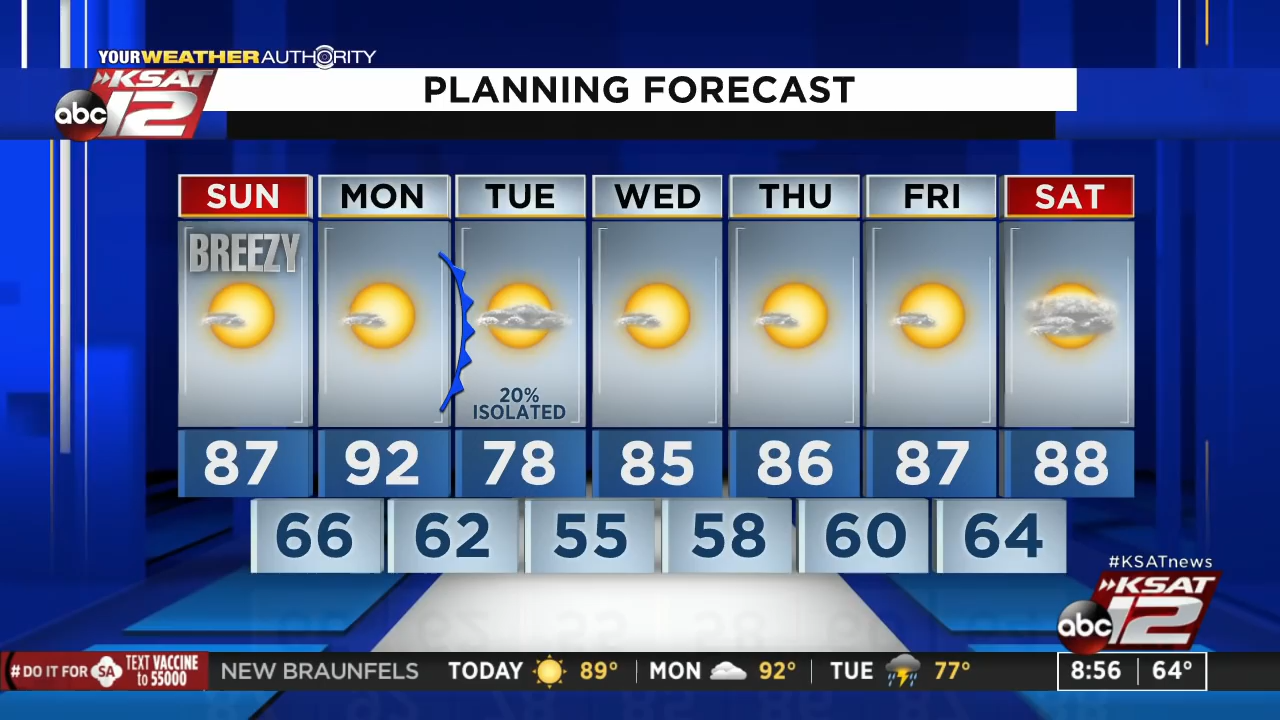 YOURWEATHERAUTHORITY
KSAT
abc 12
PLANNING FORECAST
SUN MON TUE WED THU FRI SAT
BREEZY
20%
ISOLATED
87 92 78 85 86 87 88
66 62 55 58 60 64
#KSATnews
KSAT
abc 12
#DO IT FOR SA TEXT VACCINE to 55000 NEW BRAUNFELS TODAY 89° MON 92° TUE 77° 8:56 64°